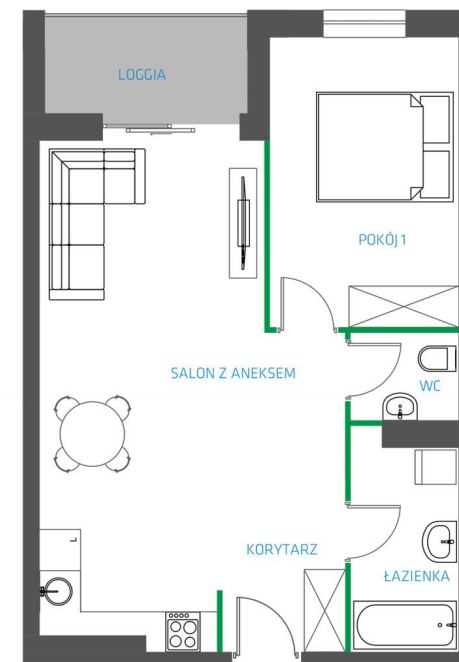 LOGGIA
POKÓJ 1
SALON Z ANEKSEM
WC
KORYTARZ
ŁAZIENKA
L